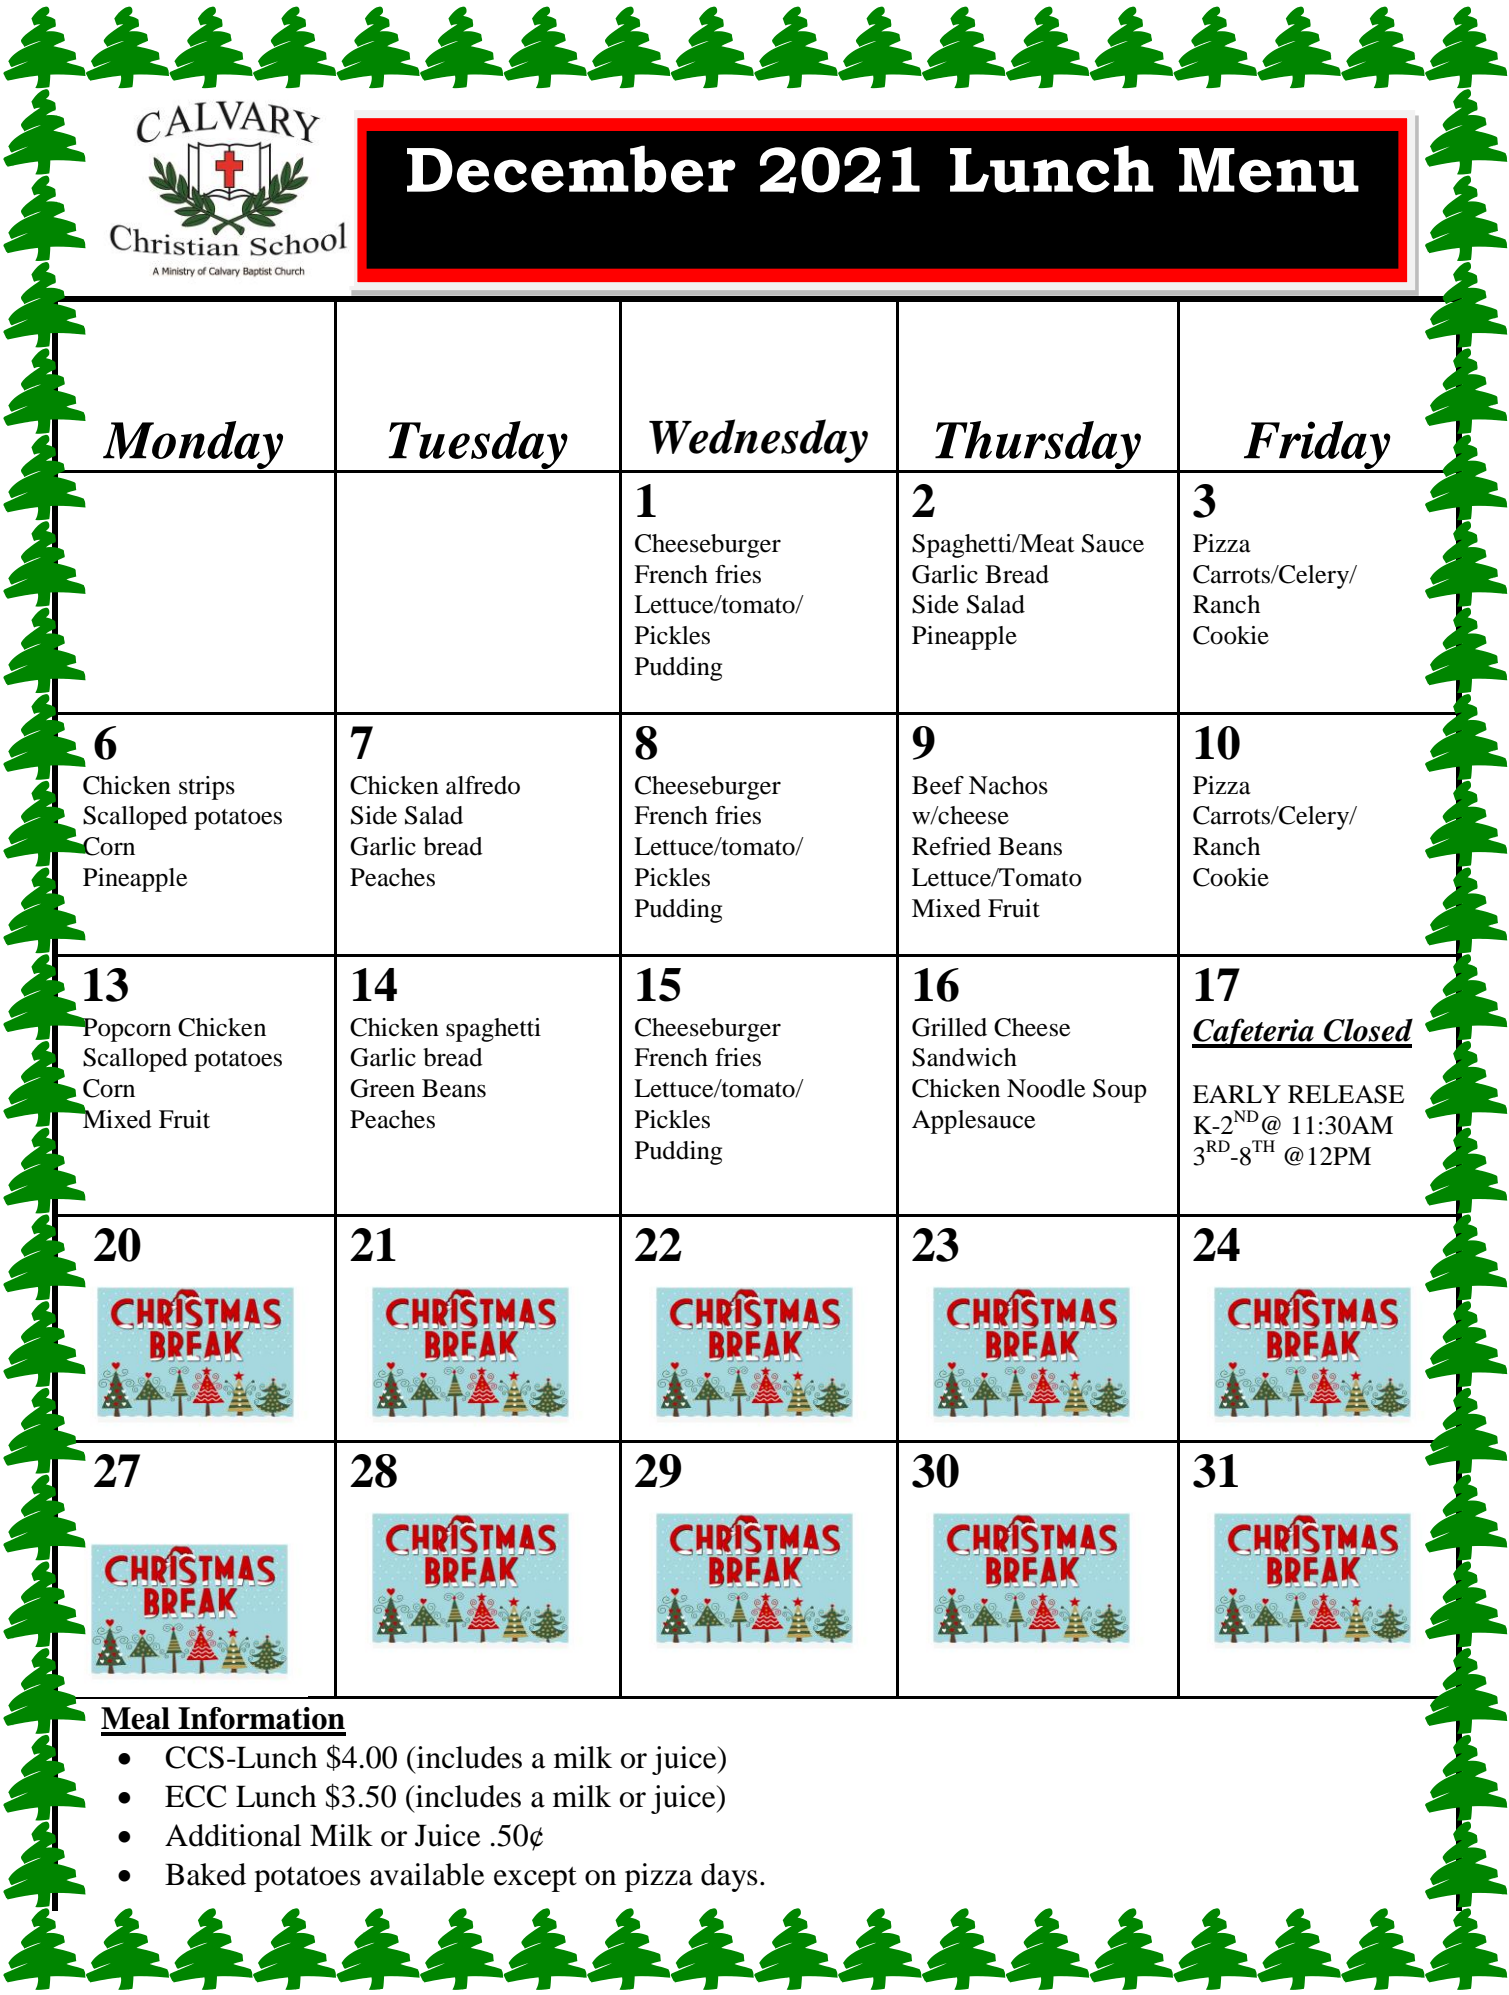 CALVARY
Christian School
A Ministry of Calvary Baptist Church
December 2021 Lunch Menu
Monday
Tuesday
Wednesday
Thursday
Friday
1
Cheeseburger
French fries
Lettuce/tomato/
Pickles
Pudding
2
Spaghetti/Meat Sauce
Garlic Bread
Side Salad
Pineapple
3
Pizza
Carrots/Celery/
Ranch
Cookie
6
Chicken strips
Scalloped potatoes
Corn
Pineapple
7
Chicken alfredo
Side Salad
Garlic bread
Peaches
8
Cheeseburger
French fries
Lettuce/tomato/
Pickles
Pudding
9
Beef Nachos
w/cheese
Refried Beans
Lettuce/Tomato
Mixed Fruit
10
Pizza
Carrots/Celery/
Ranch
Cookie
13
Popcorn Chicken
Scalloped potatoes
Corn
Mixed Fruit
14
Chicken spaghetti
Garlic bread
Green Beans
Peaches
15
Cheeseburger
French fries
Lettuce/tomato/
Pickles
Pudding
16
Grilled Cheese
Sandwich
Chicken Noodle Soup
Applesauce
17
Cafeteria Closed
EARLY RELEASE
K-2ND@ 11:30AM
3RD-8TH @12PM
20
CHRISTMAS
BREAK
21
CHRISTMAS
BREAK
22
CHRISTMAS
BREAK
23
CHRISTMAS
BREAK
24
CHRISTMAS
BREAK
27
CHRISTMAS
BREAK
28
CHRISTMAS
BREAK
29
CHRISTMAS
BREAK
30
CHRISTMAS
BREAK
31
CHRISTMAS
BREAK
Meal Information
• CCS-Lunch $4.00 (includes a milk or juice)
• ECC Lunch $3.50 (includes a milk or juice)
• Additional Milk or Juice .50¢
• Baked potatoes available except on pizza days.